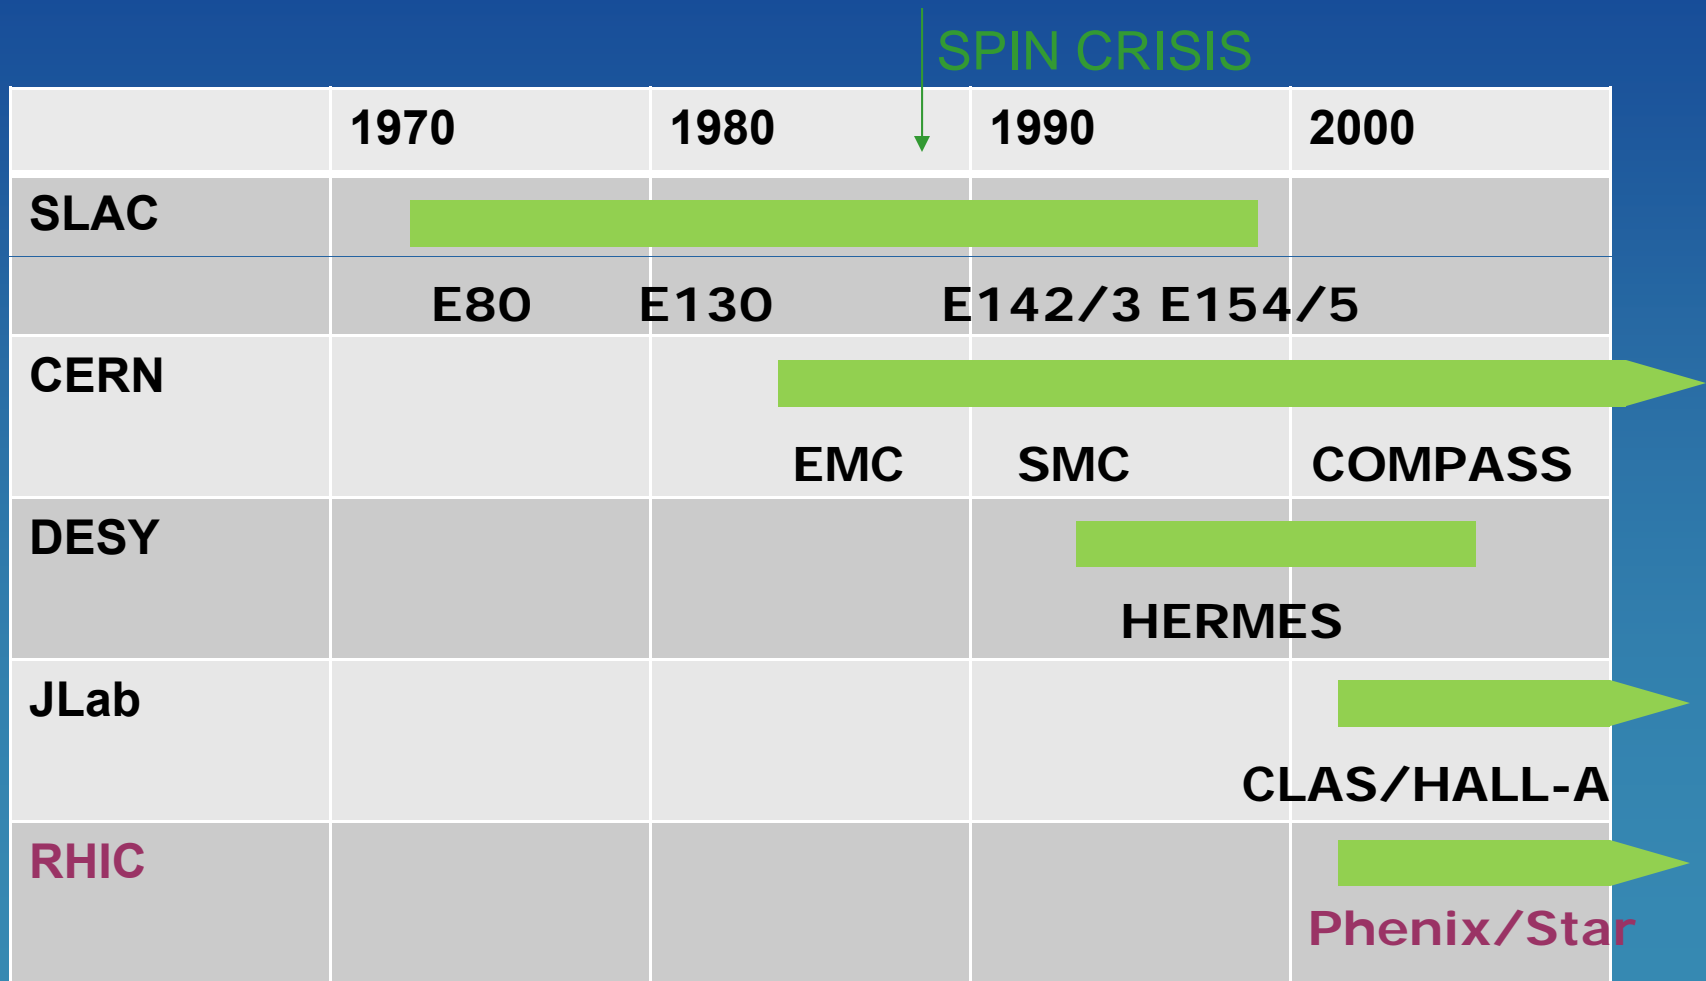 SPIN CRISIS
1970 1980 1990 2000
SLAC
E80 E130 E142/3 E154/5
CERN
EMC SMC COMPASS
DESY
HERMES
JLab
CLAS/HALL-A
RHIC
Phenix/Star